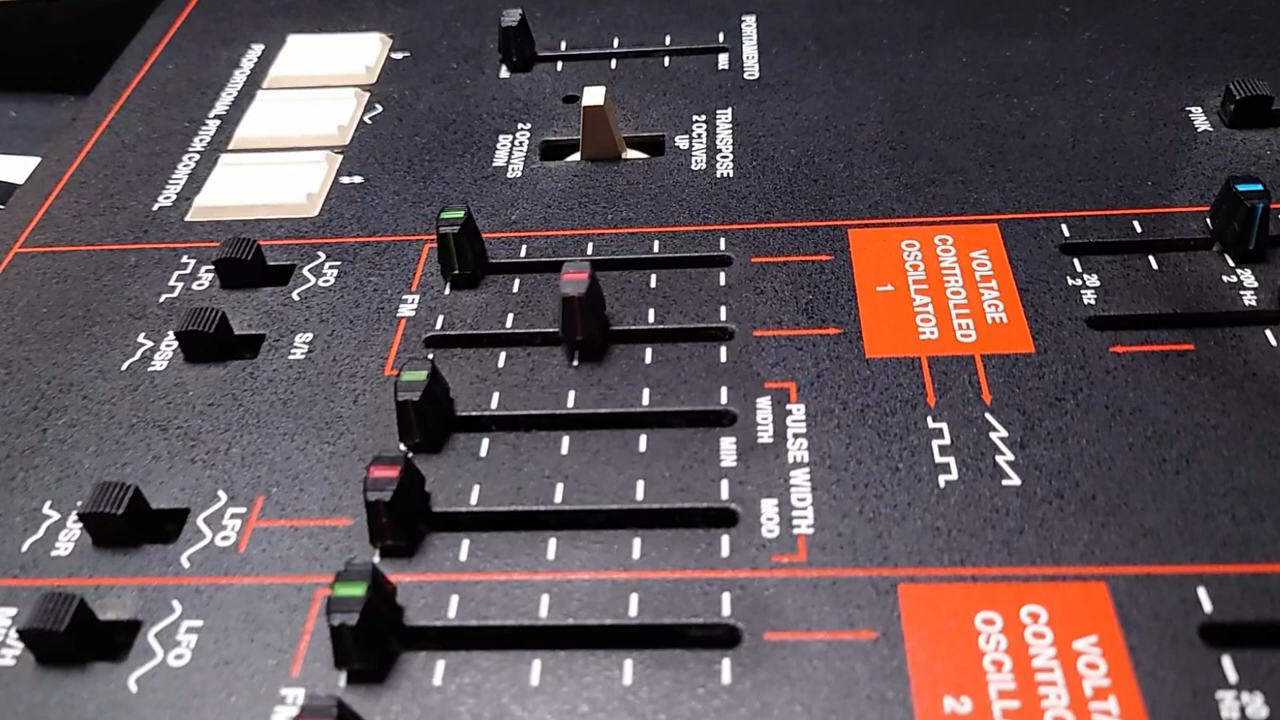 PORTAMENTO
MAX
PROPORTIONAL PITCH CONTROL
b
#
TRANSPOSE
2 OCTAVES
UP
2 OCTAVES
DOWN
PINK
VOLTAGE
CONTROLLED
OSCILLATOR
1
20 Hz
2
200 Hz
2
LFO
LFO
FM
S/H
ADSR
MIN
PULSE WIDTH
WIDTH
MOD
LFO
ADSR
LFO
S/H
FM
VOLTA
CONTRO
OSCILL
2